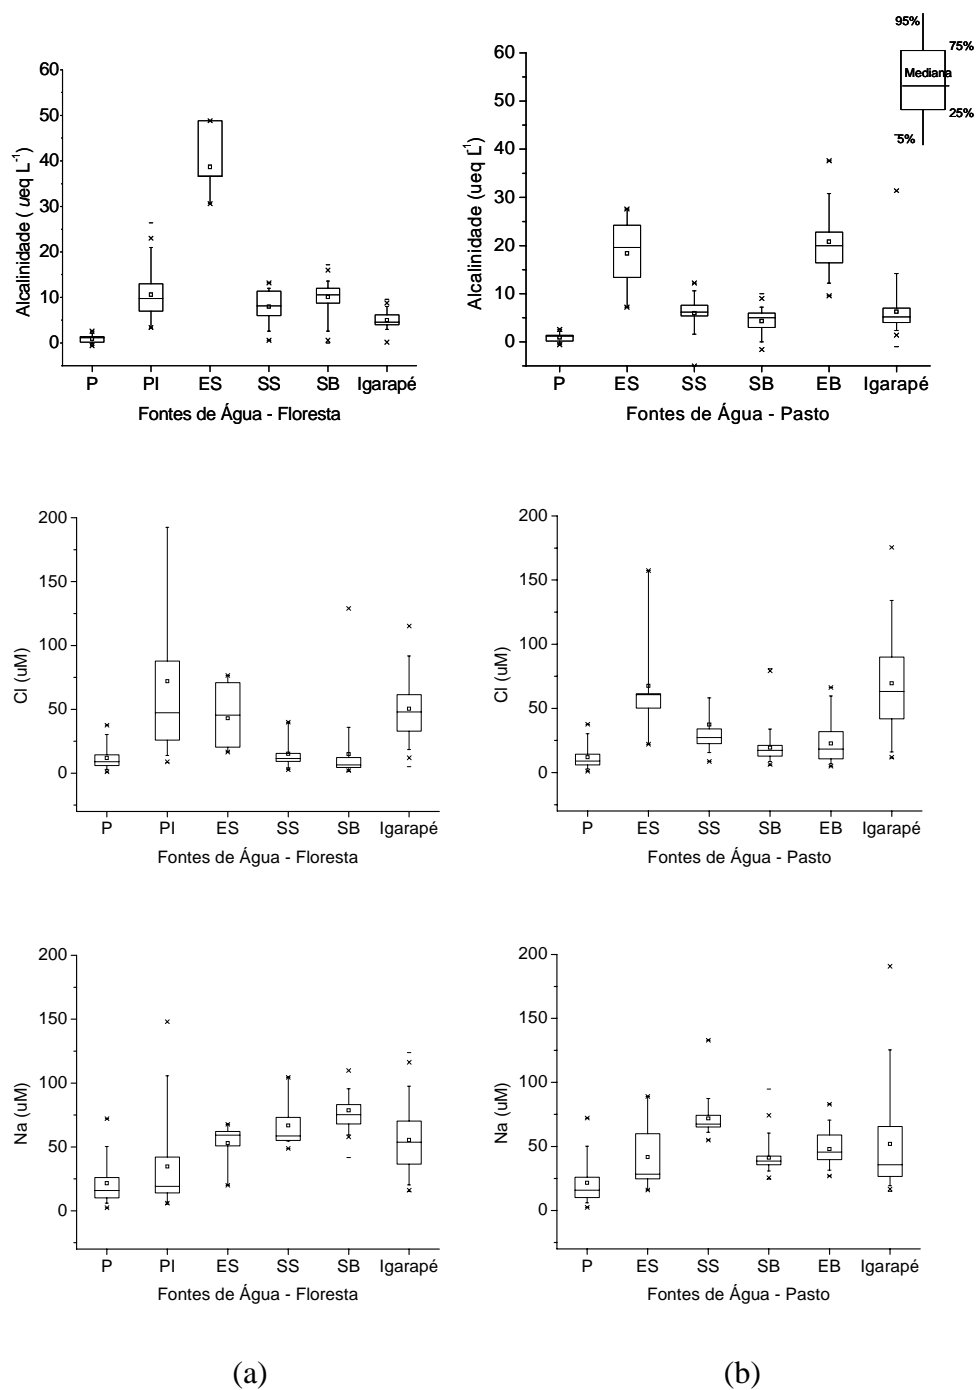 95%
75%
Mediana
25%
5%
60
50
40
30
20
10
0
Alcalinidade ( ueq L-1)
P PI ES SS SB Igarapé
Fontes de Água - Floresta
60
50
40
30
20
10
0
Alcalinidade (ueq L-1)
P ES SS SB EB Igarapé
Fontes de Água - Pasto
200
150
100
50
0
Cl (uM)
P PI ES SS SB Igarapé
Fontes de Água - Floresta
200
150
100
50
0
Cl (uM)
P ES SS SB EB Igarapé
Fontes de Água - Pasto
200
150
100
50
0
Na (uM)
P PI ES SS SB Igarapé
Fontes de Água - Floresta
200
150
100
50
0
Na (uM)
P ES SS SB EB Igarapé
Fontes de Água - Pasto
(a) (b)